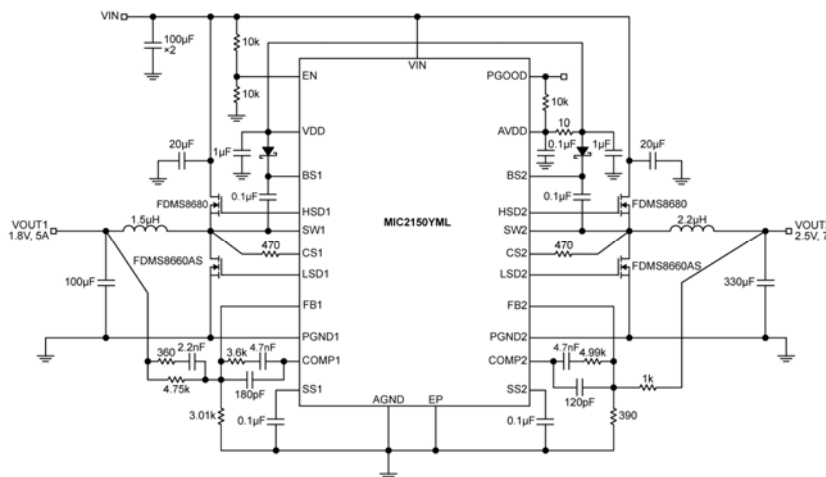 VIN
100µF
×2
10k
EN
10k
VIN
PGOOD
10k
VDD
AVDD
10
20µF
1µF
0.1µF
1µF
20µF
BS1
BS2
0.1µF
0.1µF
FDMS8680
HSD1
HSD2
FDMS8680
MIC2150YML
VOUT1
1.8V, 5A
1.5µH
SW1
SW2
2.2µH
470
CS1
CS2
470
2.5V, 7
FDMS8660AS
LSD1
LSD2
FDMS8660AS
100µF
330µF
FB1
FB2
PGND1
PGND2
360
2.2nF
3.6k
4.7nF
COMP1
COMP2
4.7nF
4.99k
4.75k
180pF
120pF
1k
SS1
SS2
3.01k
0.1µF
AGND
EP
0.1µF
390